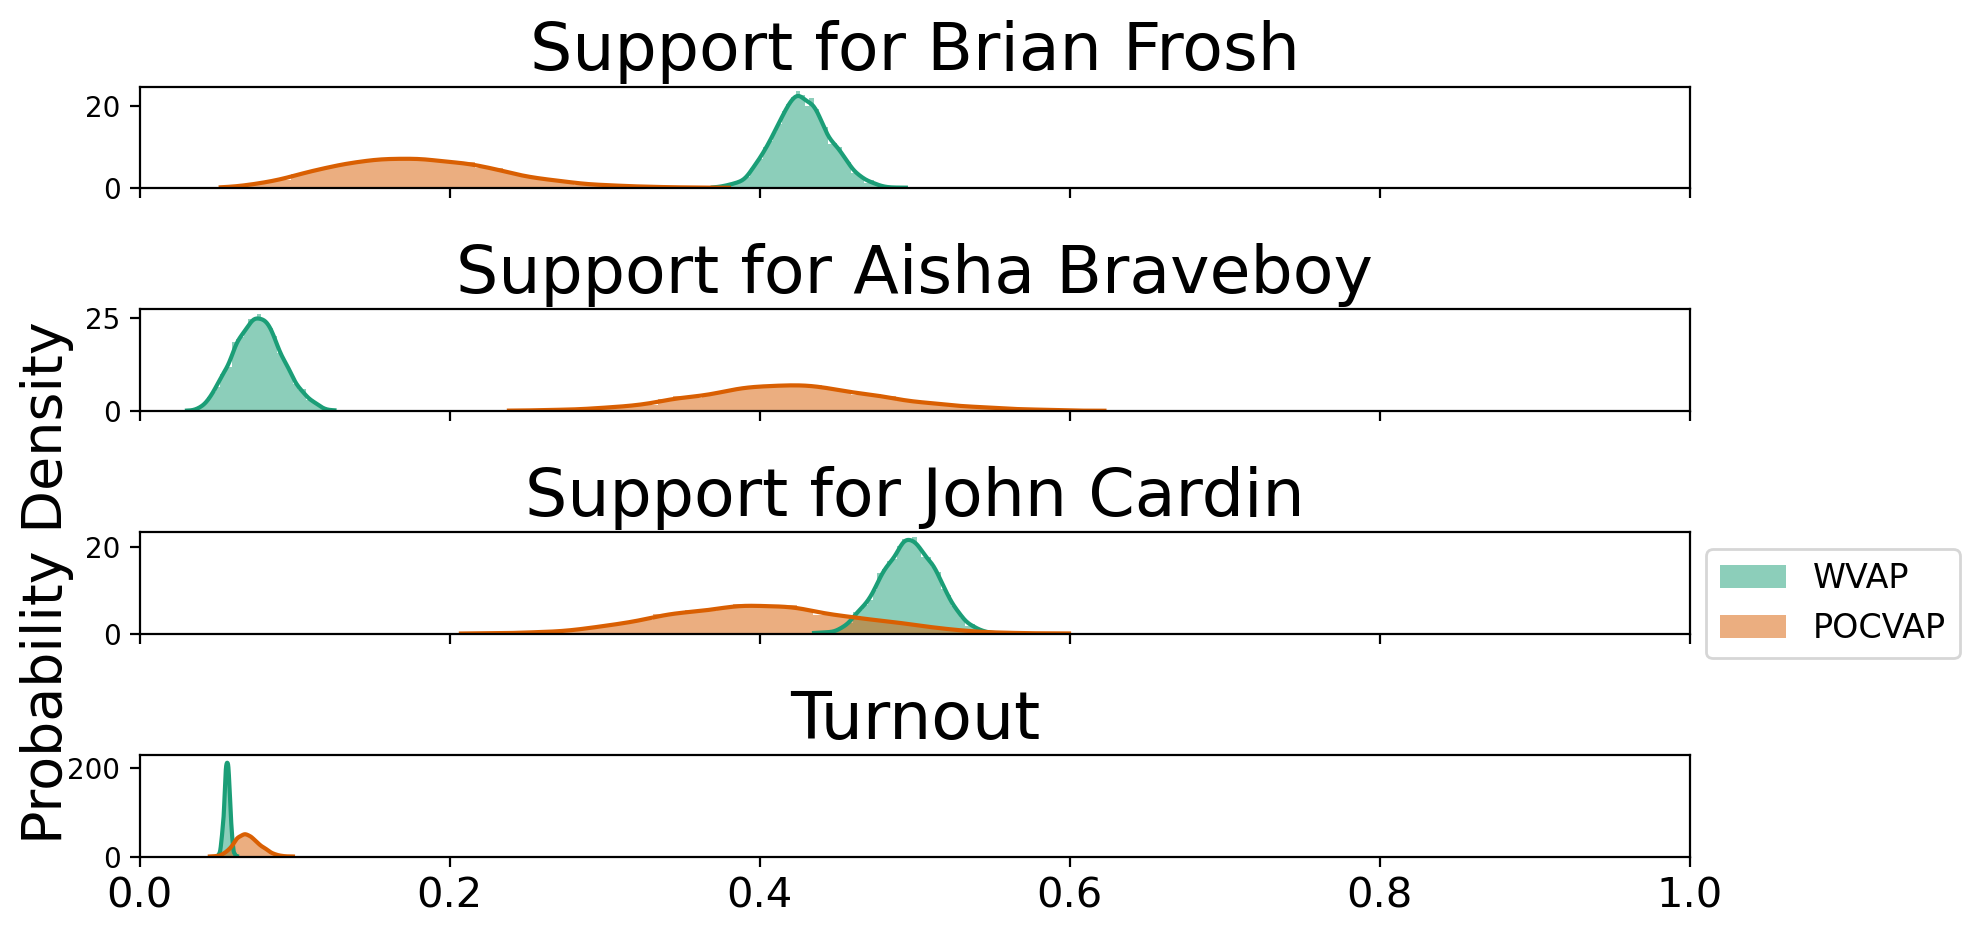 Support for Brian Frosh
20
0
Support for Aisha Braveboy
25
0
Support for John Cardin
20
0
Turnout
200
0
0.0 0.2 0.4 0.6 0.8 1.0
Probability Density
WVAP
POCVAP